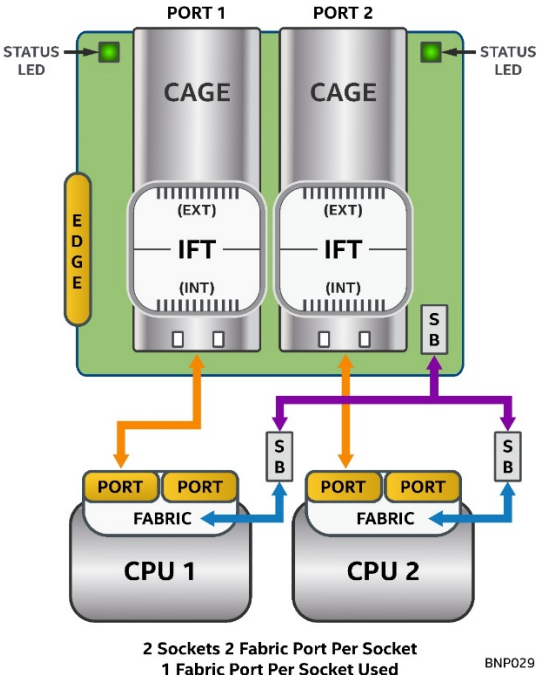 PORT 1
PORT 2
STATUS
LED
STATUS
LED
CAGE
CAGE
EDGE
(EXT)
IFT
(INT)
(EXT)
IFT
(INT)
SB
SB
SB
PORT
PORT
FABRIC
PORT
PORT
FABRIC
CPU 1
CPU 2
2 Sockets 2 Fabric Port Per Socket
1 Fabric Port Per Socket Used
BNP029